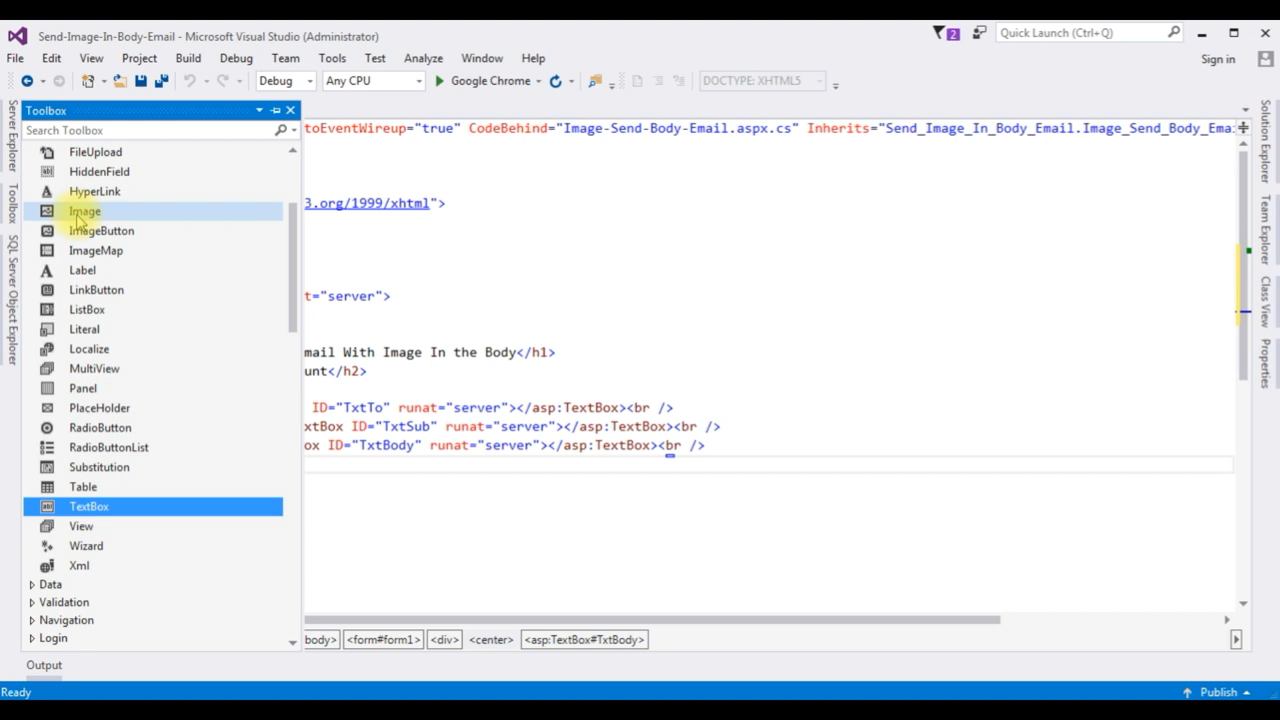 Send-Image-In-Body-Email - Microsoft Visual Studio (Administrator)
2
Quick Launch (Ctrl+Q)
File Edit View Project Build Debug Team Tools Test Analyze Window Help
Sign in
Debug Any CPU Google Chrome DOCTYPE: XHTML5
Server Explorer
Toolbox
SQL Server Object Explorer
Toolbox
Search Toolbox
FileUpload
HiddenField
HyperLink
Image
ImageButton
ImageMap
Label
LinkButton
ListBox
Literal
Localize
MultiView
Panel
PlaceHolder
RadioButton
RadioButtonList
Substitution
Table
TextBox
View
Wizard
Xml
Data
Validation
Navigation
Login
toEventWireup="true" CodeBehind="Image-Send-Body-Email.aspx.cs" Inherits="Send_Image_In_Body_Email.Image_Send_Body_Ema
3.org/1999/xhtml">
t="server">
mail With Image In the Body</h1>
unt</h2>
ID="TxtTo" runat="server"></asp:TextBox><br />
xtBox ID="TxtSub" runat="server"></asp:TextBox><br />
ox ID="TxtBody" runat="server"></asp:TextBox><br />
body> <form#form1> <div> <center> <asp:TextBox#TxtBody>
Solution Explorer
Team Explorer
Class View
Properties
Output
Ready
Publish